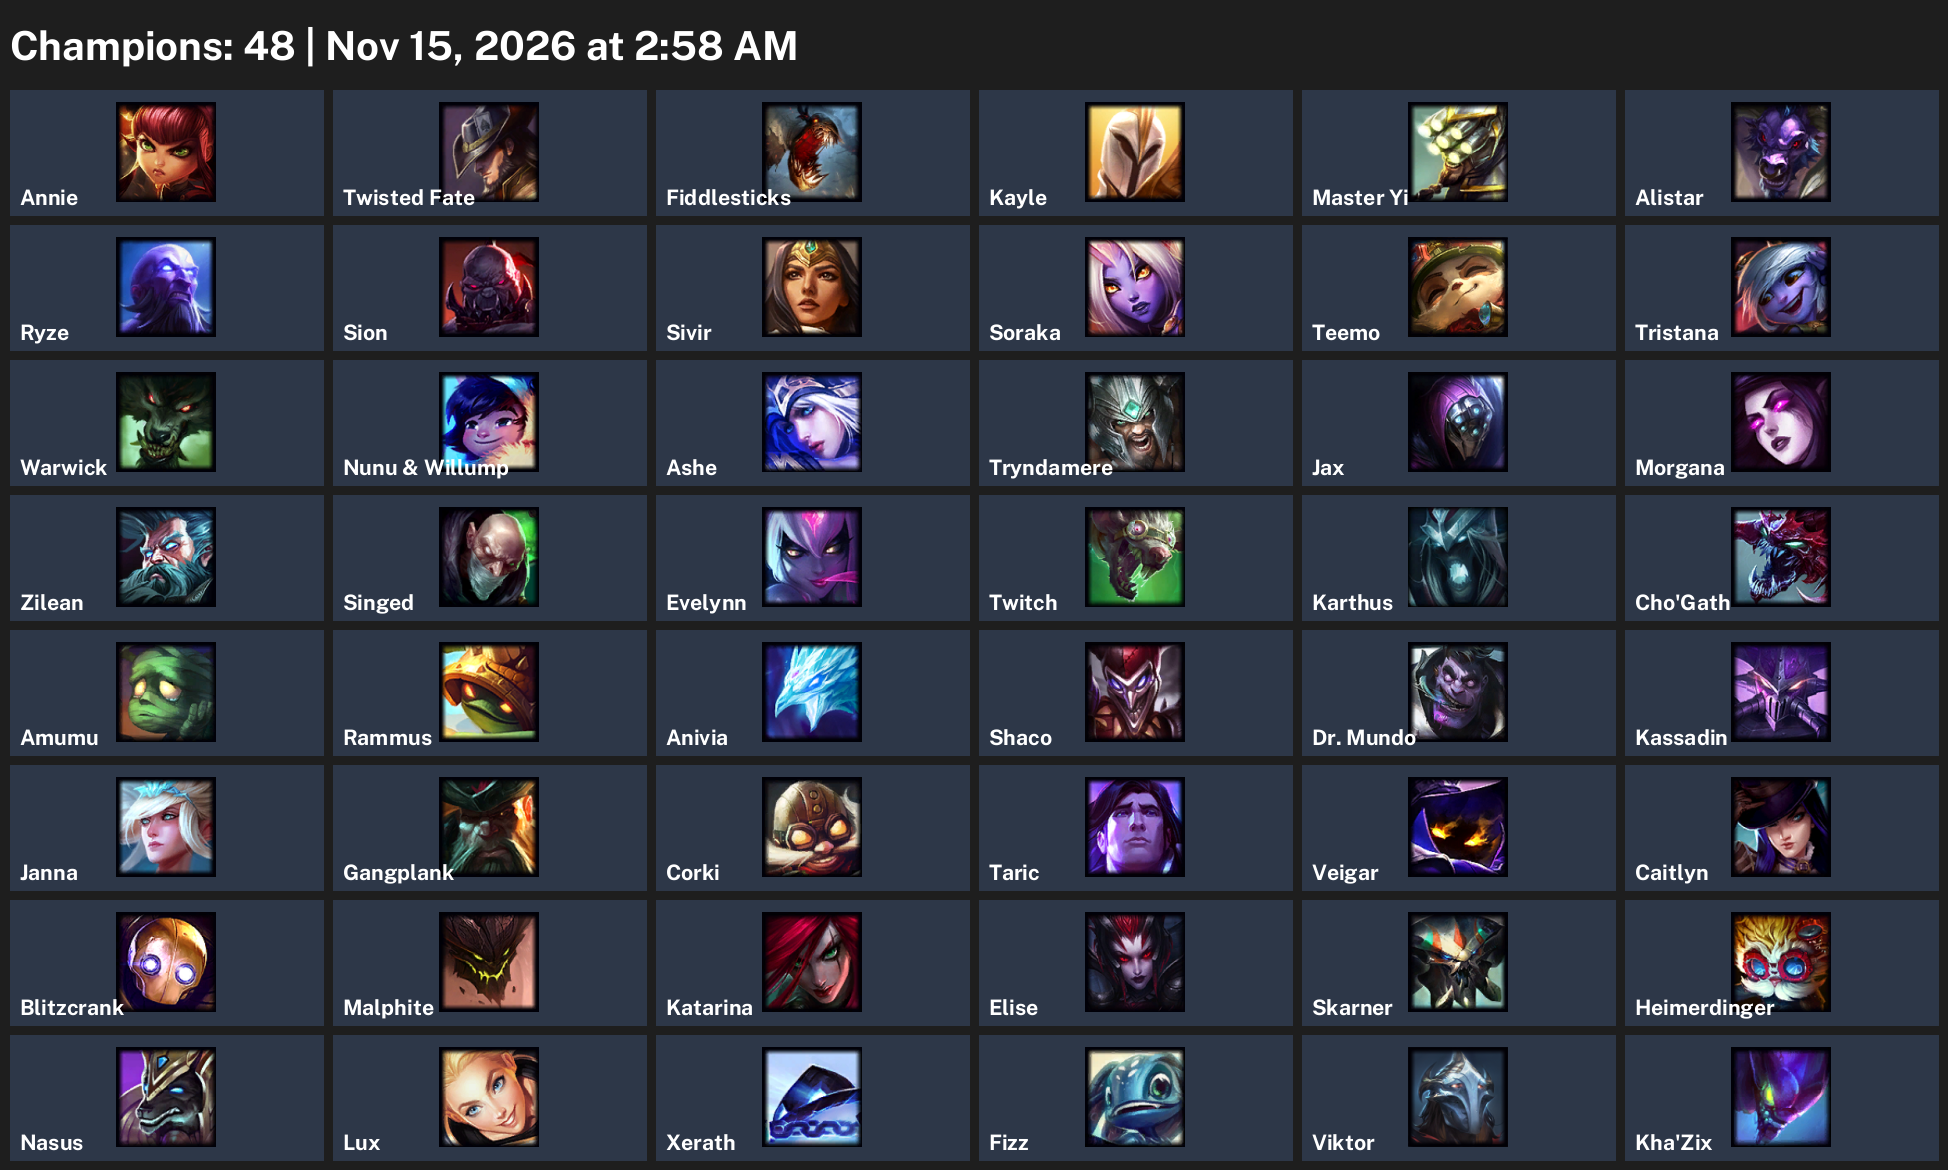 Champions: 48 | Nov 15, 2026 at 2:58 AM
Annie
Twisted Fate
Fiddlesticks
Kayle
Master Yi
Alistar
Ryze
Sion
Sivir
Soraka
Teemo
Tristana
Warwick
Nunu & Willump
Ashe
Tryndamere
Jax
Morgana
Zilean
Singed
Evelynn
Twitch
Karthus
Cho'Gath
Amumu
Rammus
Anivia
Shaco
Dr. Mundo
Kassadin
Janna
Gangplank
Corki
Taric
Veigar
Caitlyn
Blitzcrank
Malphite
Katarina
Elise
Skarner
Heimerdinger
Nasus
Lux
Xerath
Fizz
Viktor
Kha'Zix